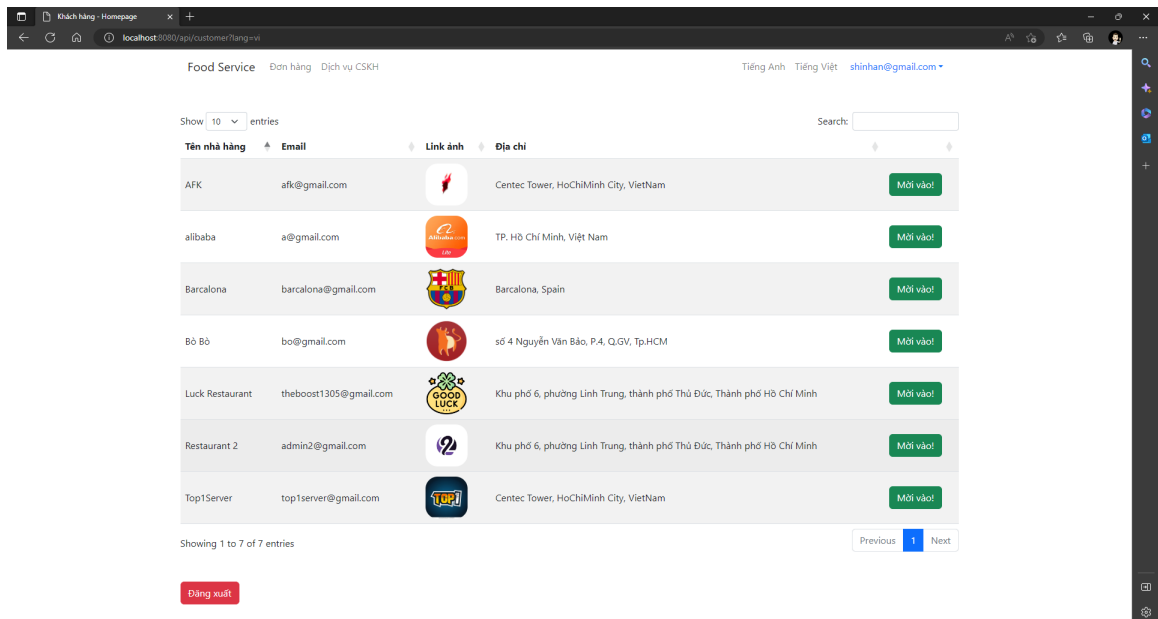 Khách hàng - Homepage
localhost:8080/api/customer?lang=vi
Food Service Đơn hàng Dịch vụ CSKH Tiếng Anh Tiếng Việt shinhan@gmail.com
Show 10 entries Search:
Tên nhà hàng Email Link ảnh Địa chỉ
AFK afk@gmail.com Centec Tower, HoChiMinh City, VietNam Mời vào!
alibaba a@gmail.com Alibaba.com Lite TP. Hồ Chí Minh, Việt Nam Mời vào!
Barcalona barcalona@gmail.com FCB Barcalona, Spain Mời vào!
Bò Bò bo@gmail.com số 4 Nguyễn Văn Bảo, P.4, Q.GV, Tp.HCM Mời vào!
Luck Restaurant theboost1305@gmail.com GOOD LUCK Khu phố 6, phường Linh Trung, thành phố Thủ Đức, Thành phố Hồ Chí Minh Mời vào!
Restaurant 2 admin2@gmail.com 2 Khu phố 6, phường Linh Trung, thành phố Thủ Đức, Thành phố Hồ Chí Minh Mời vào!
Top1Server top1server@gmail.com TOP1 Centec Tower, HoChiMinh City, VietNam Mời vào!
Showing 1 to 7 of 7 entries Previous 1 Next
Đăng xuất